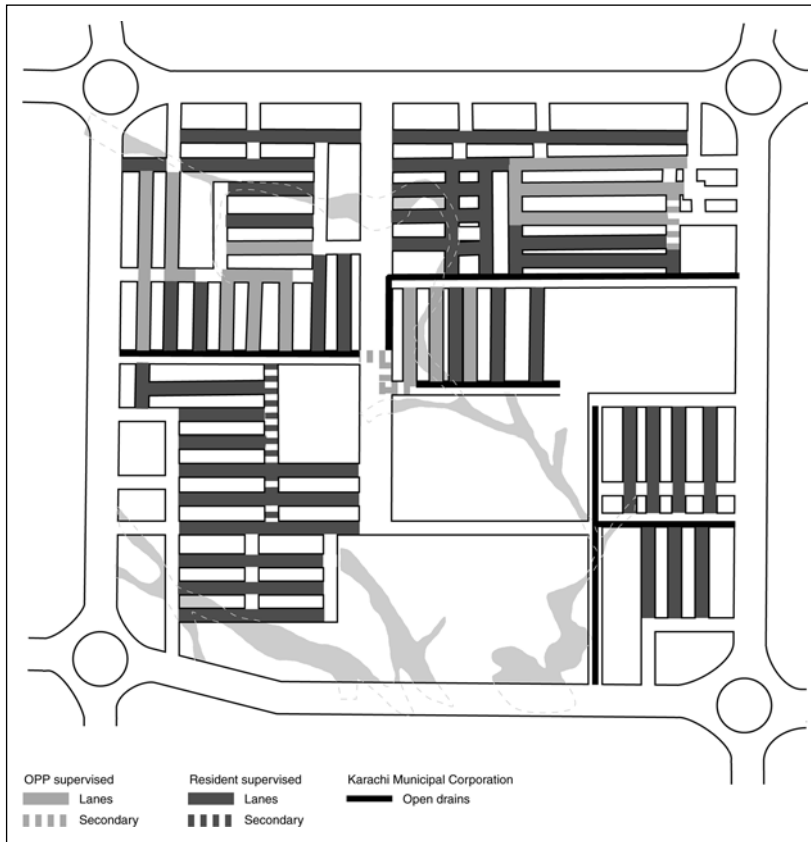 OPP supervised Resident supervised Karachi Municipal Corporation
Lanes Lanes Open drains
Secondary Secondary